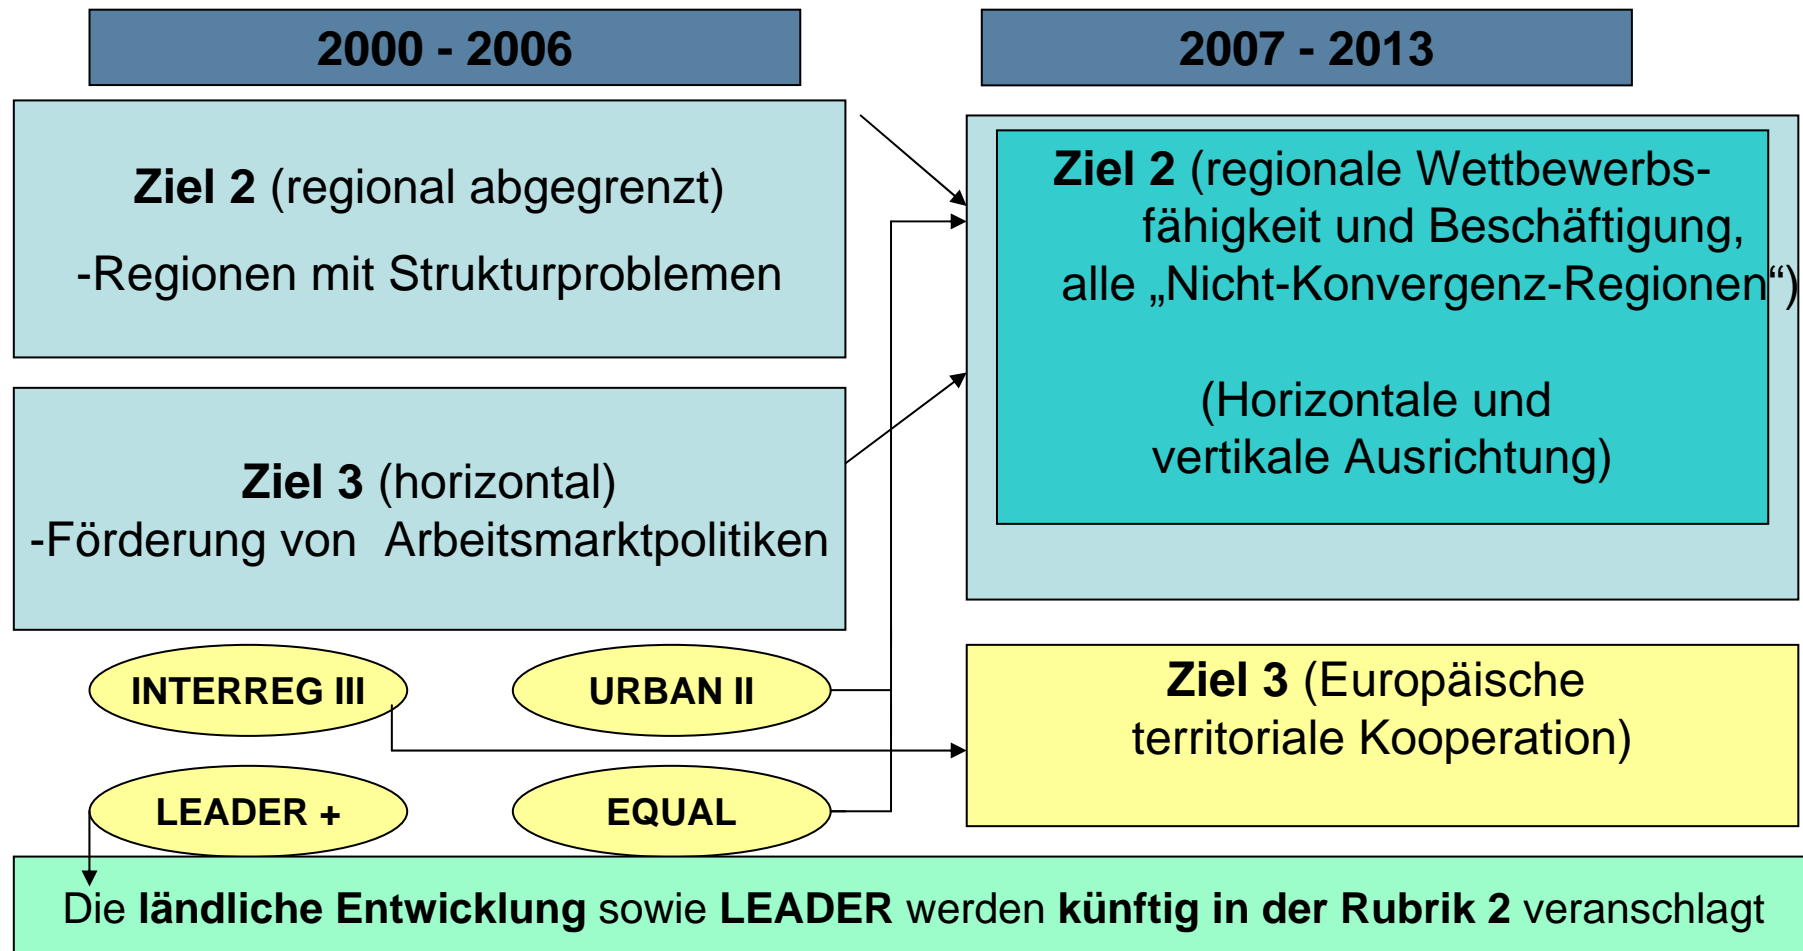 2000 - 2006
Ziel 2 (regional abgegrenzt)
-Regionen mit Strukturproblemen
Ziel 3 (horizontal)
-Förderung von Arbeitsmarktpolitiken
INTERREG III
URBAN II
LEADER +
EQUAL
2007 - 2013
Ziel 2 (regionale Wettbewerbs-
fähigkeit und Beschäftigung,
alle „Nicht-Konvergenz-Regionen“)
(Horizontale und
vertikale Ausrichtung)
Ziel 3 (Europäische
territoriale Kooperation)
Die ländliche Entwicklung sowie LEADER werden künftig in der Rubrik 2 veranschlagt